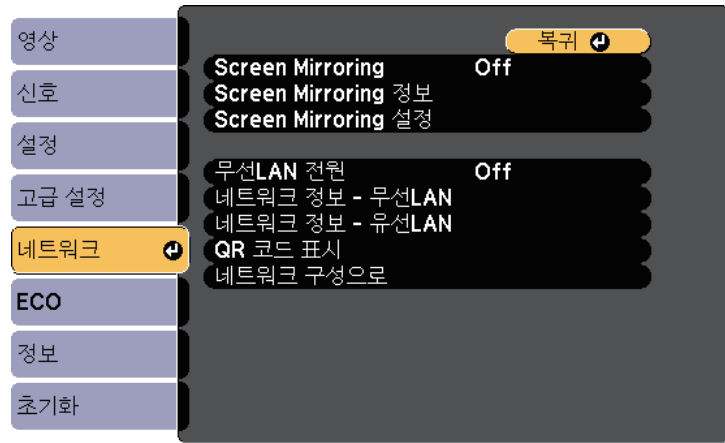 영상
신호
설정
고급 설정
네트워크
ECO
정보
초기화
복귀
Screen Mirroring Off
Screen Mirroring 정보
Screen Mirroring 설정
무선LAN 전원 Off
네트워크 정보 - 무선LAN
네트워크 정보 - 유선LAN
QR 코드 표시
네트워크 구성으로